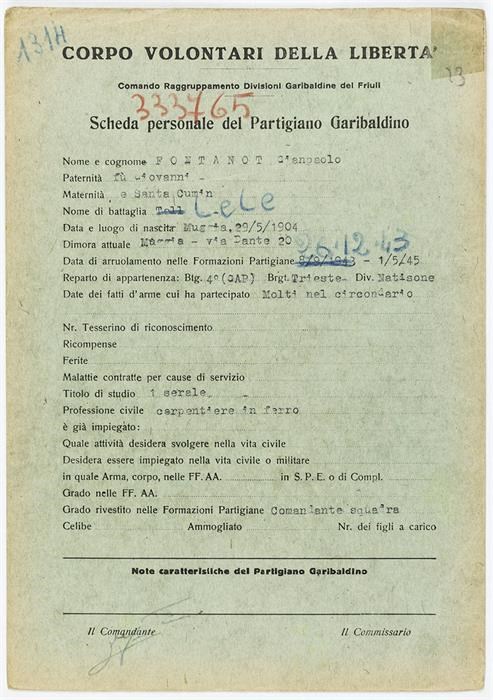 1314
CORPO VOLONTARI DELLA LIBERTA'
13
Comando Raggruppamento Divisioni Garibaldine del Friuli
333765
Scheda personale del Partigiano Garibaldino
Nome e cognome FONTANOT Gianpaolo
Paternità fù Giovanni -
Maternità e Santa Cumin
Nome di battaglia Toll Lele
Data e luogo di nascita Muggia, 29/5/1904
Dimora attuale Muggia - via Dante 20
26.12.43
Data di arruolamento nelle Formazioni Partigiane 8/9/1943 - 1/5/45
Reparto di appartenenza: Btg. 4°(GAP) Brgt. Trieste- Div. Natisone
Date dei fatti d'arme cui ha partecipato Molti nel circondario
Nr. Tesserino di riconoscimento
Ricompense
Ferite
Malattie contratte per cause di servizio
Titolo di studio 1 serale
Professione civile carpentiere in ferro
è già impiegato:
Quale attività desidera svolgere nella vita civile
Desidera essere impiegato nella vita civile o militare
in quale Arma, corpo, nelle FF. AA. in S. P. E. o di Compl.
Grado nelle FF. AA.
Grado rivestito nelle Formazioni Partigiane Comandante squadra
Celibe Ammogliato Nr. dei figli a carico
Note caratteristiche del Partigiano Garibaldino
Il Comandante Il Commissario